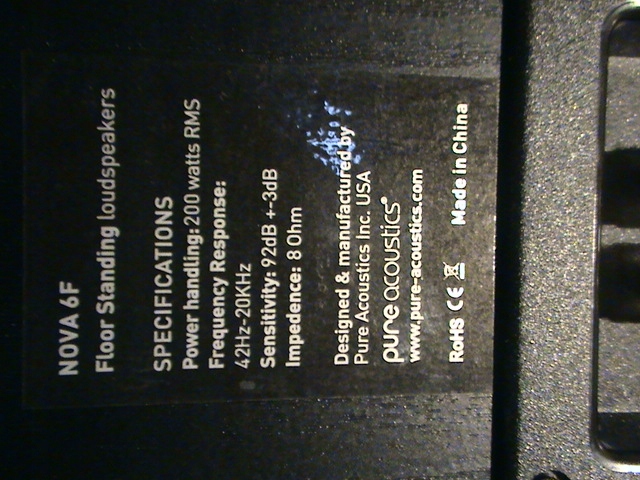 NOVA 6F
Floor Standing loudspeakers
SPECIFICATIONS
Power handling: 200 watts RMS
Frequency Response:
42Hz-20KHz
Sensitivity: 92dB +-3dB
Impedence: 8 Ohm
Designed & manufactured by
Pure Acoustics Inc. USA
pure acoustics®
www.pure-acoustics.com
RoHS CE Made in China